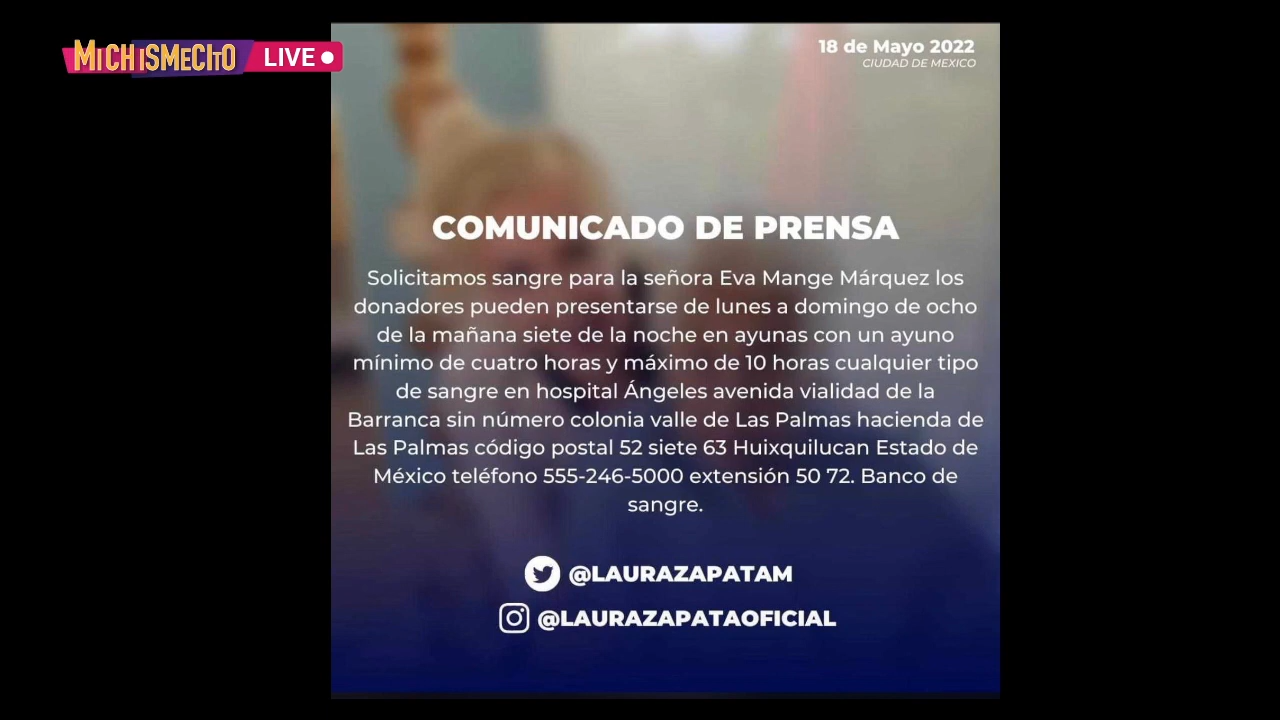 MICHISMECITO LIVE
18 de Mayo 2022
CIUDAD DE MEXICO
COMUNICADO DE PRENSA
Solicitamos sangre para la señora Eva Mange Márquez los
donadores pueden presentarse de lunes a domingo de ocho
de la mañana siete de la noche en ayunas con un ayuno
mínimo de cuatro horas y máximo de 10 horas cualquier tipo
de sangre en hospital Ángeles avenida vialidad de la
Barranca sin número colonia valle de Las Palmas hacienda de
Las Palmas código postal 52 siete 63 Huixquilucan Estado de
México teléfono 555-246-5000 extensión 50 72. Banco de
sangre.
@LAURAZAPATAM
@LAURAZAPATAOFICIAL